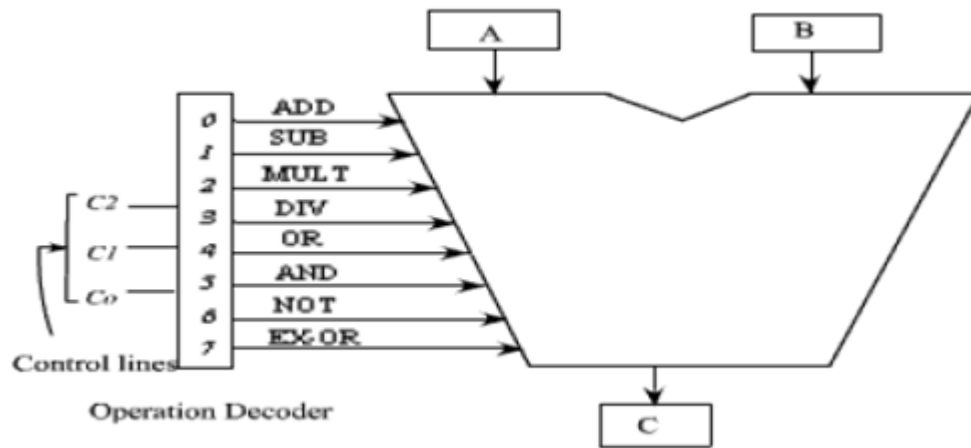 A
B
0 ADD
1 SUB
2 MULT
3 DIV
4 OR
5 AND
6 NOT
7 EX-OR
C2
C1
Co
Control lines
Operation Decoder
C